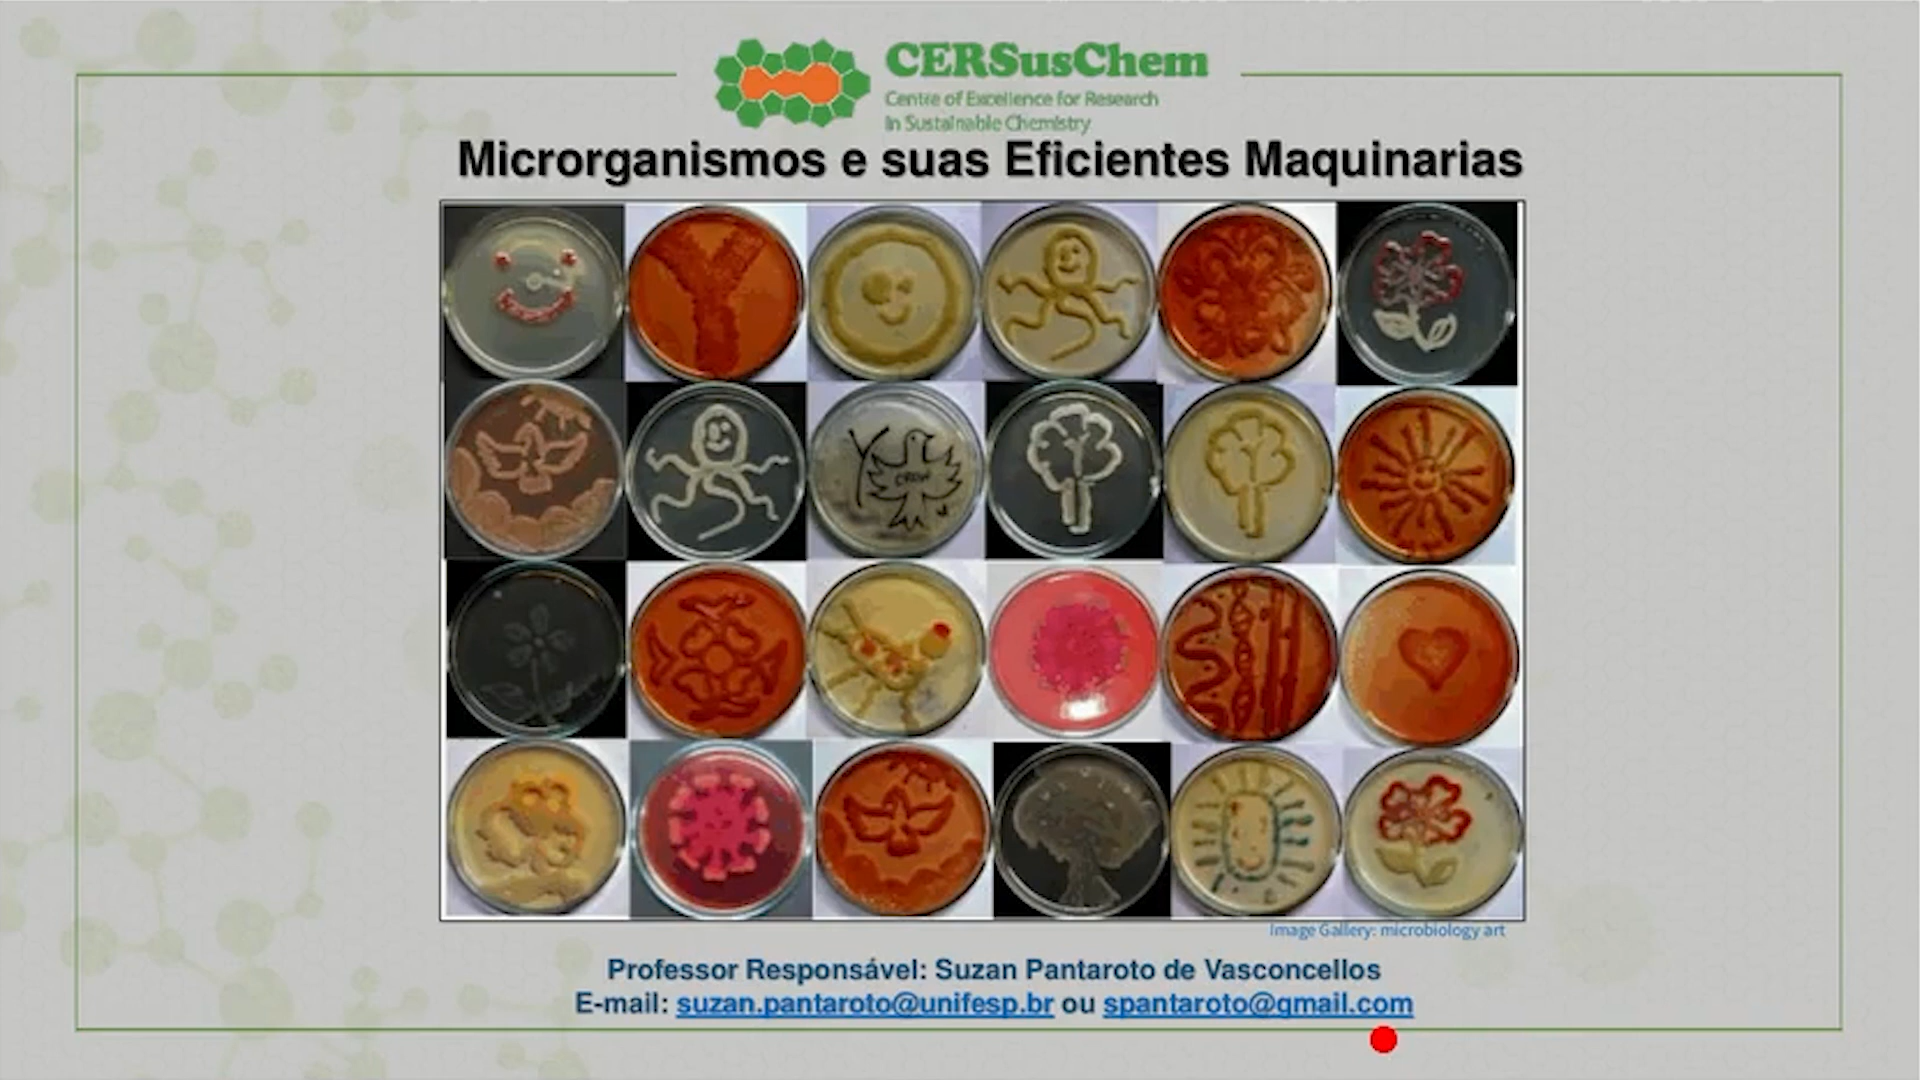 CERSusChem
Centre of Excellence for Research
in Sustainable Chemistry
Microrganismos e suas Eficientes Maquinarias
Image Gallery: microbiology art
Professor Responsável: Suzan Pantaroto de Vasconcellos
E-mail: suzan.pantaroto@unifesp.br ou spantaroto@gmail.com